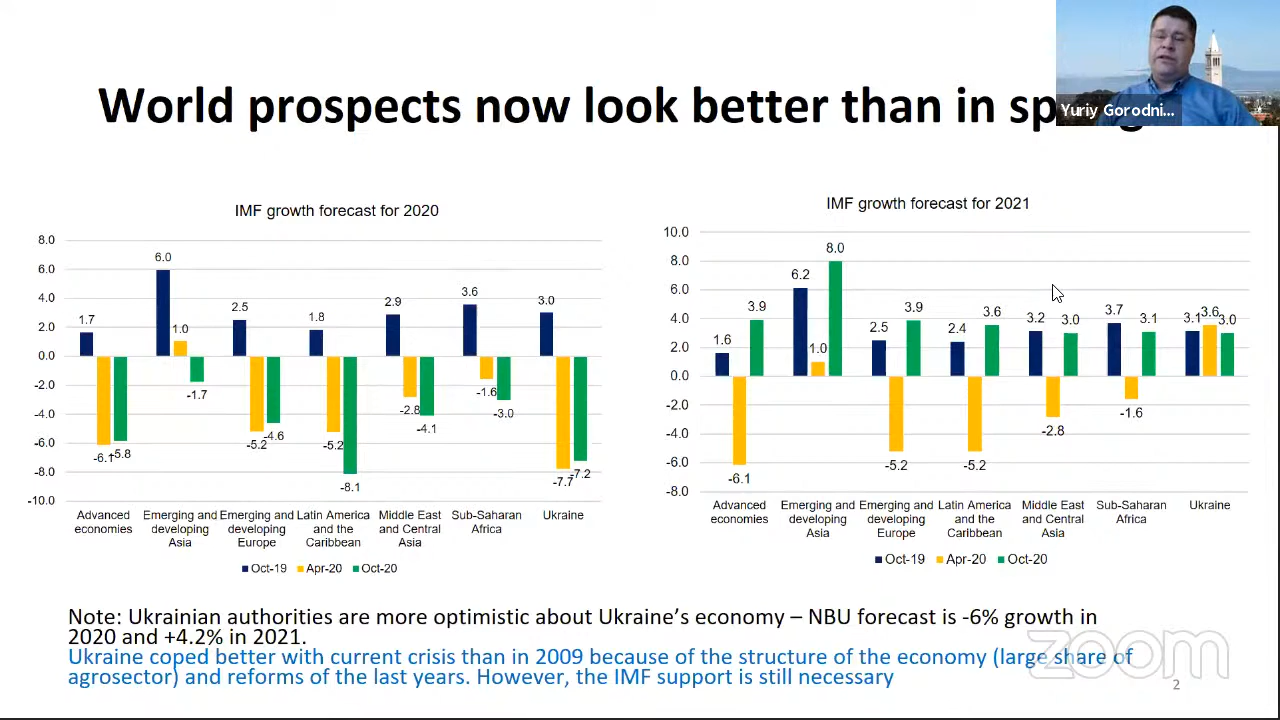 Yuriy Gorodni...
World prospects now look better than in
IMF growth forecast for 2020
8.0
6.0
4.0
2.0
0.0
-2.0
-4.0
-6.0
-8.0
-10.0
1.7
-6.1
-5.8
6.0
1.0
-1.7
2.5
-5.2
-4.6
1.8
-5.2
-8.1
2.9
-2.8
-4.1
3.6
-1.6
-3.0
3.0
-7.7
-7.2
Advanced
economies
Emerging and
developing
Asia
Emerging and
developing
Europe
Latin America
and the
Caribbean
Middle East
and Central
Asia
Sub-Saharan
Africa
Ukraine
Oct-19 Apr-20 Oct-20
IMF growth forecast for 2021
10.0
8.0
6.0
4.0
2.0
0.0
-2.0
-4.0
-6.0
-8.0
1.6
-6.1
3.9
6.2
1.0
8.0
2.5
-5.2
3.9
2.4
-5.2
3.6
3.2
-2.8
3.0
3.7
-1.6
3.1
3.1
3.6
3.0
Advanced
economies
Emerging and
developing
Asia
Emerging and
developing
Europe
Latin America
and the
Caribbean
Middle East
and Central
Asia
Sub-Saharan
Africa
Ukraine
Oct-19 Apr-20 Oct-20
Note: Ukrainian authorities are more optimistic about Ukraine's economy – NBU forecast is -6% growth in
2020 and +4.2% in 2021.
Ukraine coped better with current crisis than in 2009 because of the structure of the economy (large share of
agrosector) and reforms of the last years. However, the IMF support is still necessary
zoom
2